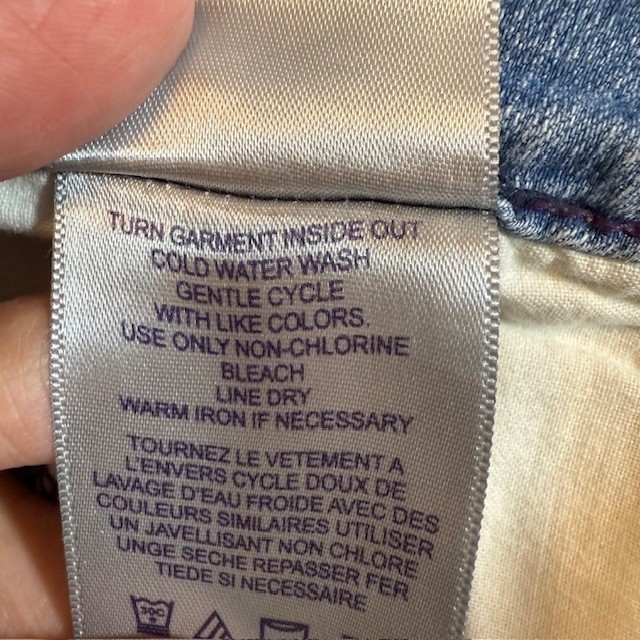 TURN GARMENT INSIDE OUT
COLD WATER WASH
GENTLE CYCLE
WITH LIKE COLORS.
USE ONLY NON-CHLORINE
BLEACH
LINE DRY
WARM IRON IF NECESSARY
TOURNEZ LE VETEMENT A
L'ENVERS CYCLE DOUX DE
LAVAGE D'EAU FROIDE AVEC DES
COULEURS SIMILAIRES UTILISER
UN JAVELLISANT NON CHLORE
UNGE SECHE REPASSER FER
TIEDE SI NECESSAIRE